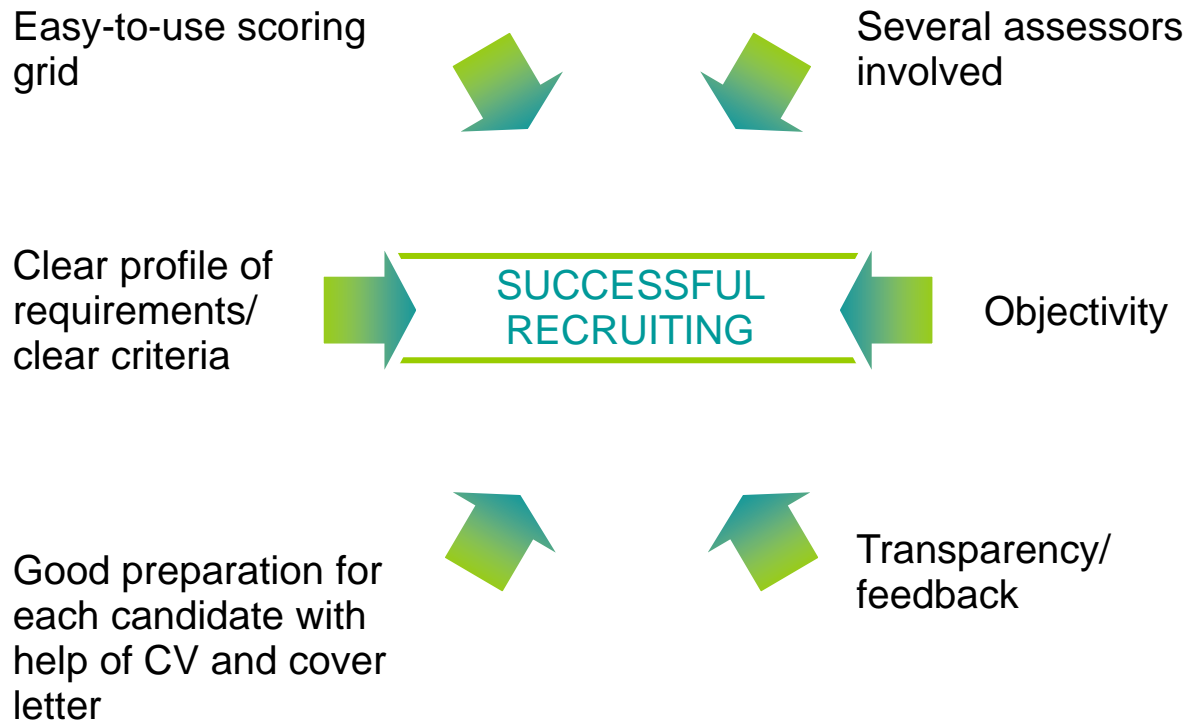 Easy-to-use scoring
grid
Several assessors
involved
Clear profile of
requirements/
clear criteria
SUCCESSFUL
RECRUITING
Objectivity
Good preparation for
each candidate with
help of CV and cover
letter
Transparency/
feedback